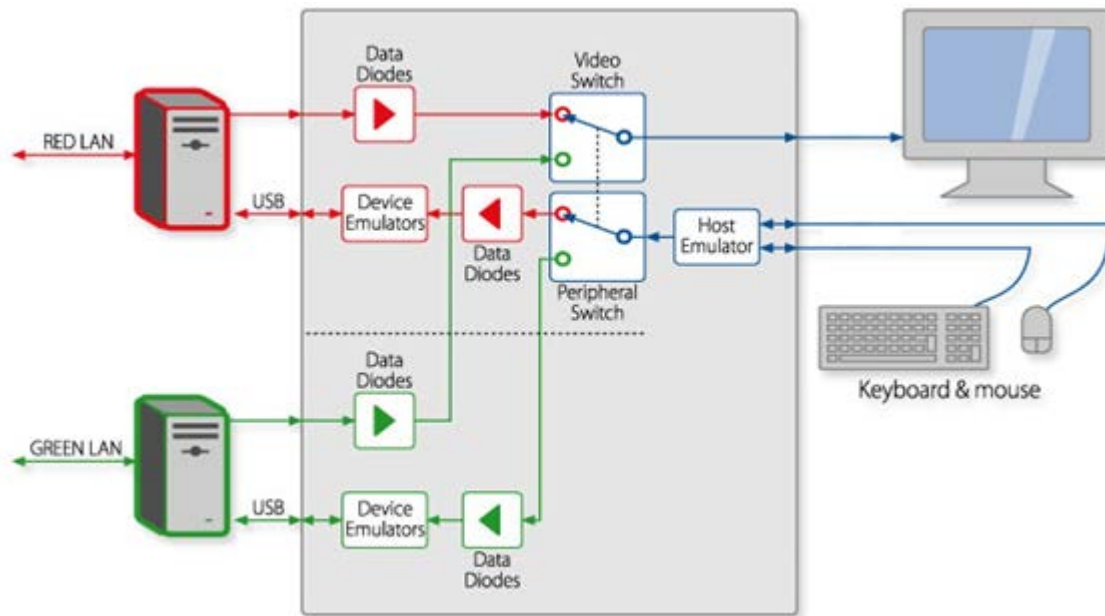 Data
Diodes
Video
Switch
RED LAN
USB
Device
Emulators
Data
Diodes
Host
Emulator
Peripheral
Switch
Data
Diodes
Keyboard & mouse
GREEN LAN
USB
Device
Emulators
Data
Diodes